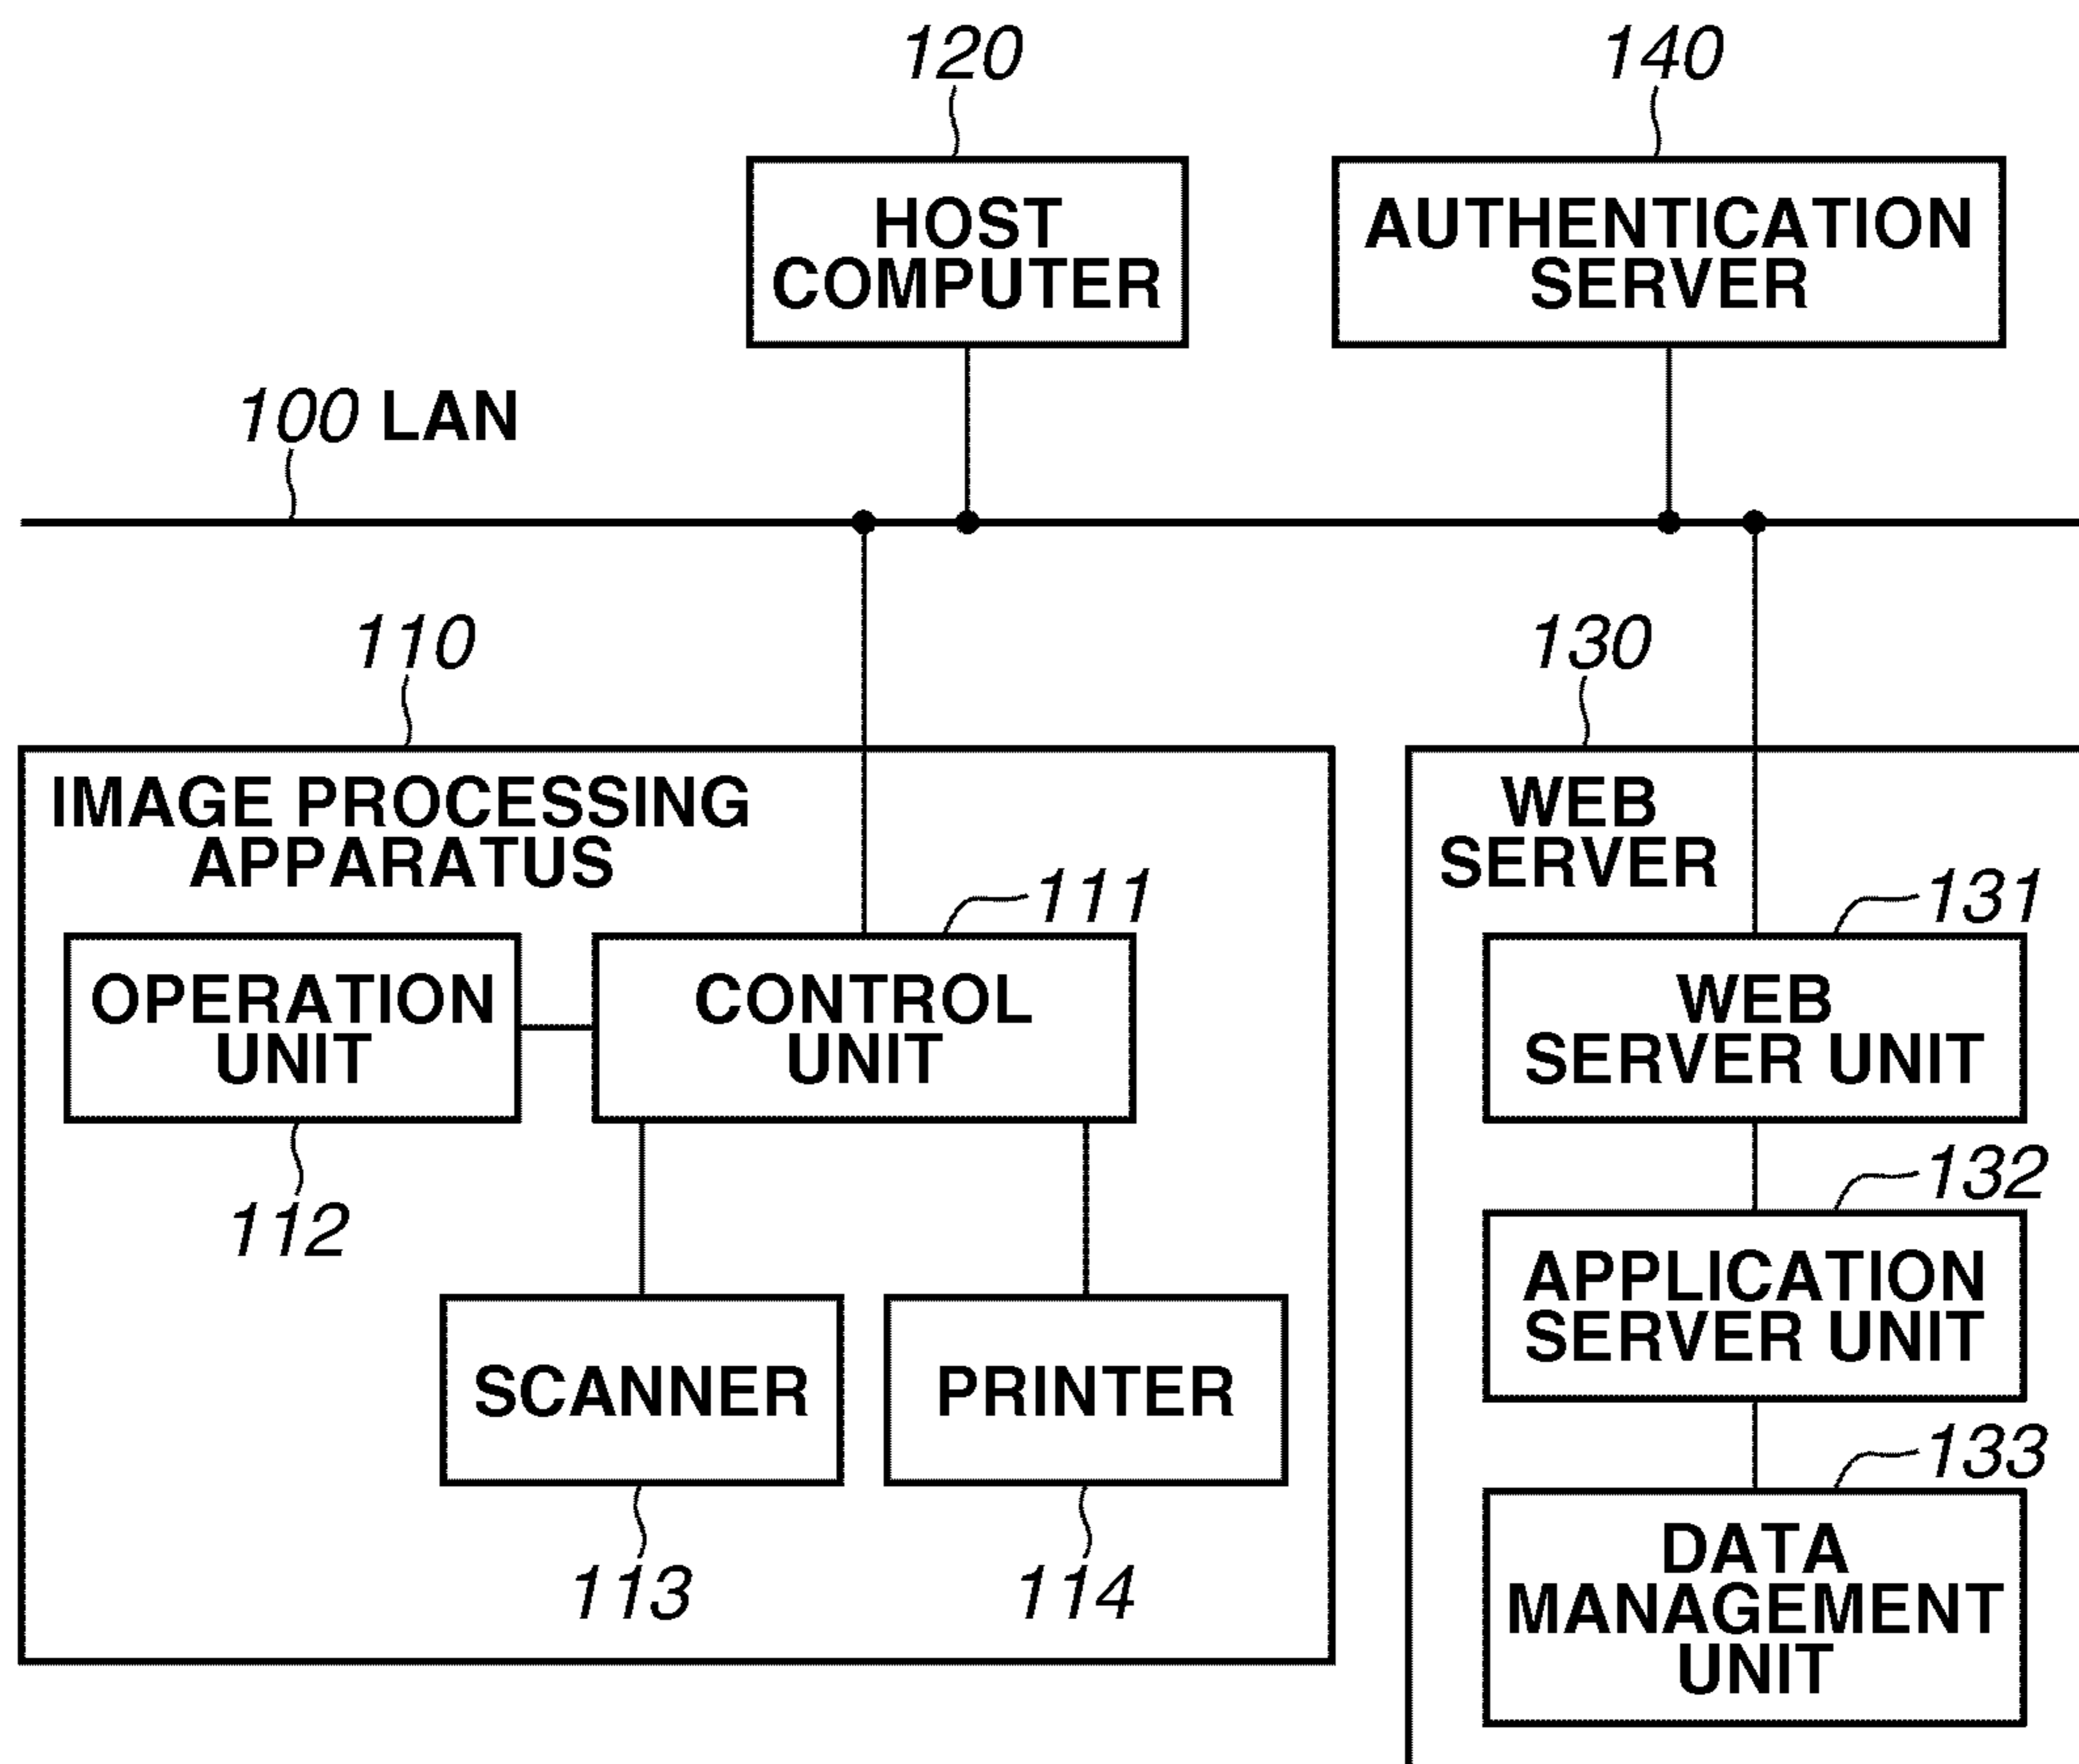 120
140
HOST
COMPUTER
AUTHENTICATION
SERVER
100 LAN
110
130
IMAGE PROCESSING
APPARATUS
WEB
SERVER
111
131
OPERATION
UNIT
CONTROL
UNIT
WEB
SERVER UNIT
112
132
APPLICATION
SERVER UNIT
SCANNER
PRINTER
133
113
114
DATA
MANAGEMENT
UNIT